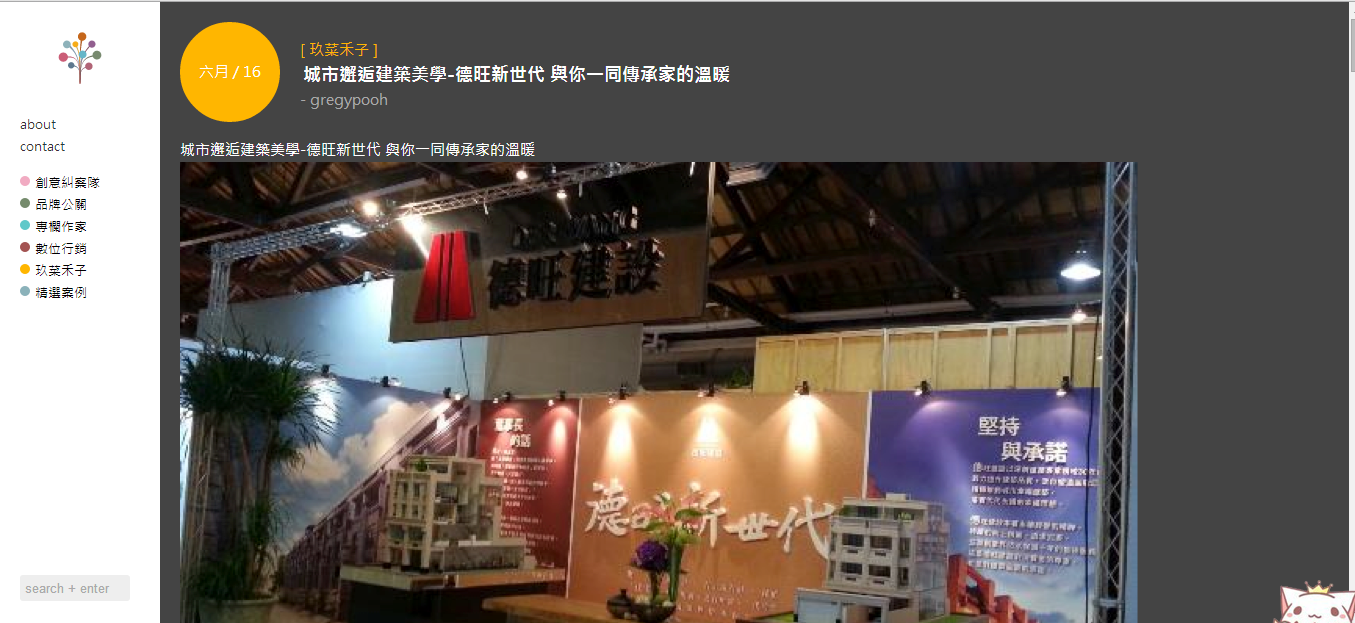 六月 / 16
[ 玖菜禾子 ]
城市邂逅建築美學-德旺新世代 與你一同傳承家的溫暖
- gregypooh
about
contact
創意糾察隊
品牌公關
專欄作家
數位行銷
玖菜禾子
精選案例
search + enter
城市邂逅建築美學-德旺新世代 與你一同傳承家的溫暖
德旺建設
董事長
的話
德旺新世代
堅持
與承諾